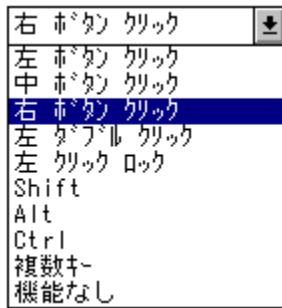 右 ﾎﾞﾀﾝ ｸﾘｯｸ
左 ﾎﾞﾀﾝ ｸﾘｯｸ
中 ﾎﾞﾀﾝ ｸﾘｯｸ
右 ﾎﾞﾀﾝ ｸﾘｯｸ
左 ﾀﾞﾌﾞﾙ ｸﾘｯｸ
左 ｸﾘｯｸ ﾛｯｸ
Shift
Alt
Ctrl
複数ｷｰ
機能なし